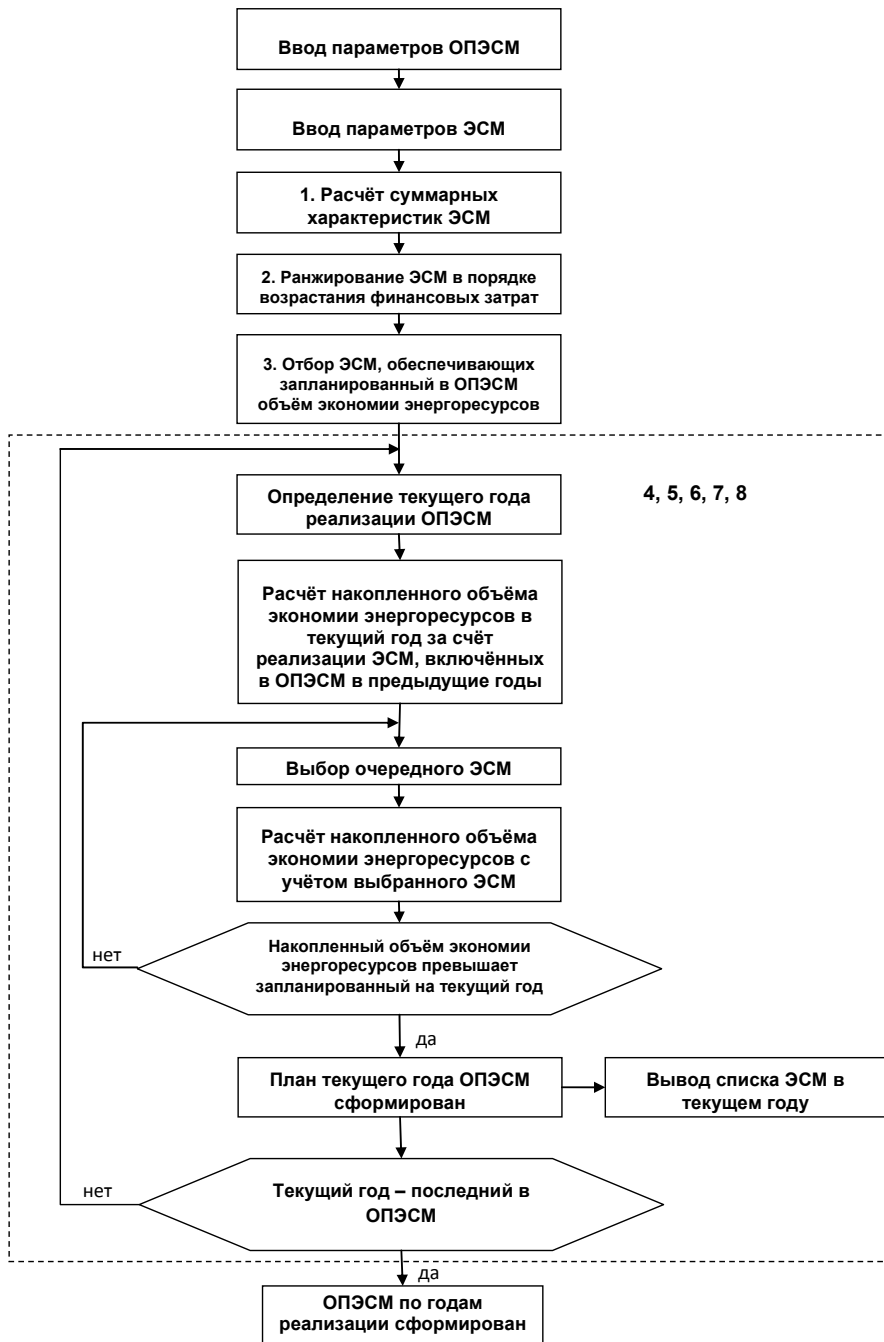 Ввод параметров ОПЭСМ
Ввод параметров ЭСМ
1. Расчёт суммарных
характеристик ЭСМ
2. Ранжирование ЭСМ в порядке
возрастания финансовых затрат
3. Отбор ЭСМ, обеспечивающих
запланированный в ОПЭСМ
объём экономии энергоресурсов
Определение текущего года
реализации ОПЭСМ
4, 5, 6, 7, 8
Расчёт накопленного объёма
экономии энергоресурсов в
текущий год за счёт
реализации ЭСМ, включённых
в ОПЭСМ в предыдущие годы
Выбор очередного ЭСМ
Расчёт накопленного объёма
экономии энергоресурсов с
учётом выбранного ЭСМ
нет
Накопленный объём экономии
энергоресурсов превышает
запланированный на текущий год
да
План текущего года ОПЭСМ
сформирован
Вывод списка ЭСМ в
текущем году
нет
Текущий год – последний в
ОПЭСМ
да
ОПЭСМ по годам
реализации сформирован